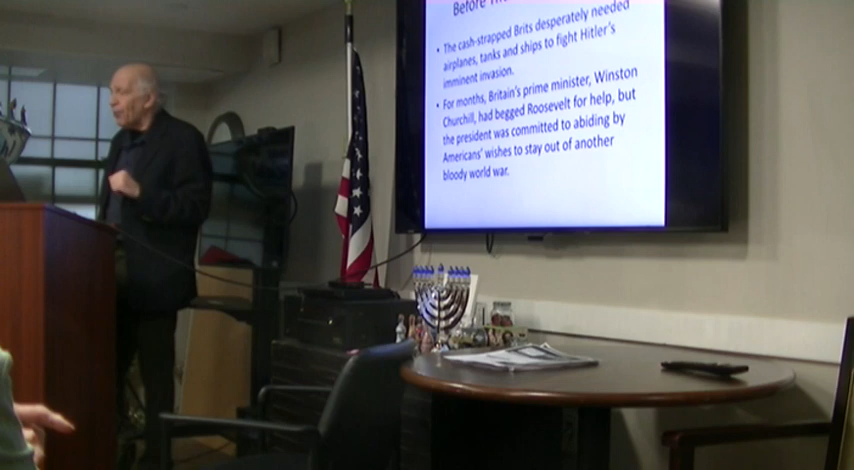 Before
• The cash-strapped Brits desperately needed
airplanes, tanks and ships to fight Hitler's
imminent invasion.
• For months, Britain's prime minister, Winston
Churchill, had begged Roosevelt for help, but
the president was committed to abiding by
Americans' wishes to stay out of another
bloody world war.